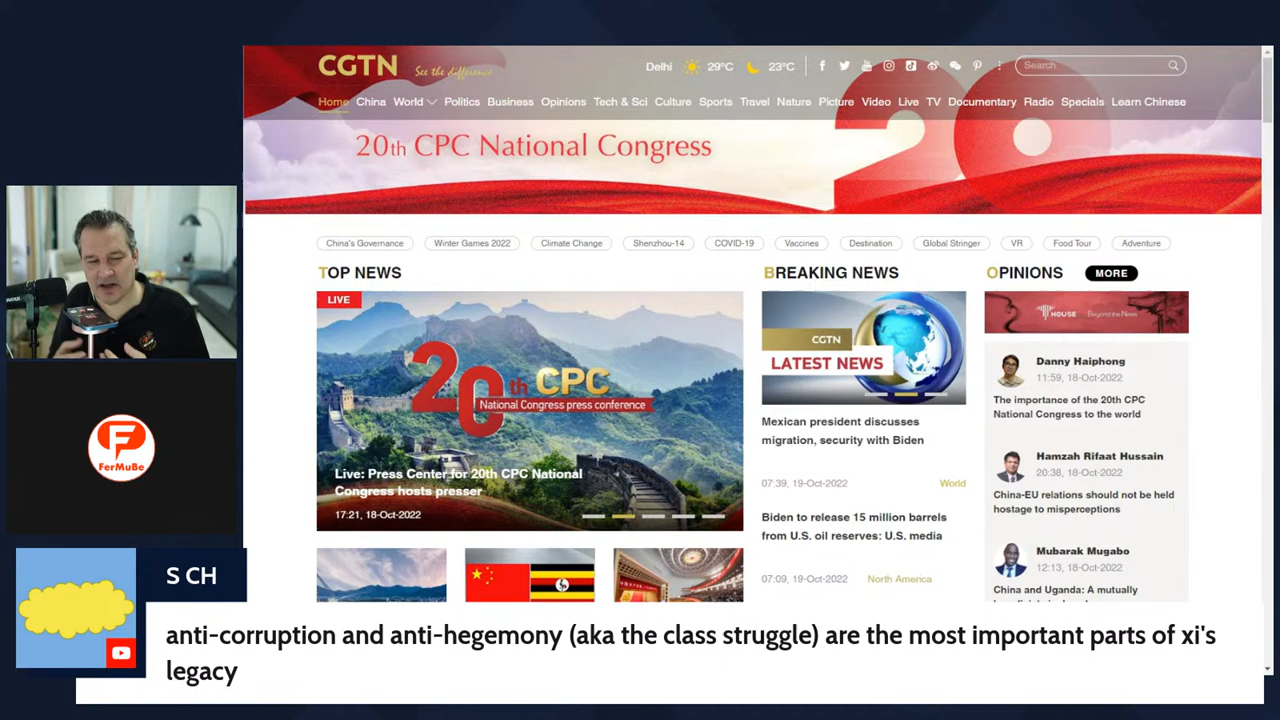 CGTN See the difference
Delhi 29°C 23°C Search
Home China World Politics Business Opinions Tech & Sci Culture Sports Travel Nature Picture Video Live TV Documentary Radio Specials Learn Chinese
20th CPC National Congress
20
China's Governance Winter Games 2022 Climate Change Shenzhou-14 COVID-19 Vaccines Destination Global Stringer VR Food Tour Adventure
TOP NEWS
LIVE
20th CPC
National Congress press conference
Live: Press Center for 20th CPC National
Congress hosts presser
17:21, 18-Oct-2022
BREAKING NEWS
CGTN
LATEST NEWS
Mexican president discusses
migration, security with Biden
07:39, 19-Oct-2022 World
Biden to release 15 million barrels
from U.S. oil reserves: U.S. media
07:09, 19-Oct-2022 North America
OPINIONS MORE
HOUSE Beyond the News
Danny Haiphong
11:59, 18-Oct-2022
The importance of the 20th CPC
National Congress to the world
Hamzah Rifaat Hussain
20:38, 18-Oct-2022
China-EU relations should not be held
hostage to misperceptions
Mubarak Mugabo
12:13, 18-Oct-2022
China and Uganda: A mutually
F
FerMuBe
S CH
anti-corruption and anti-hegemony (aka the class struggle) are the most important parts of xi's
legacy